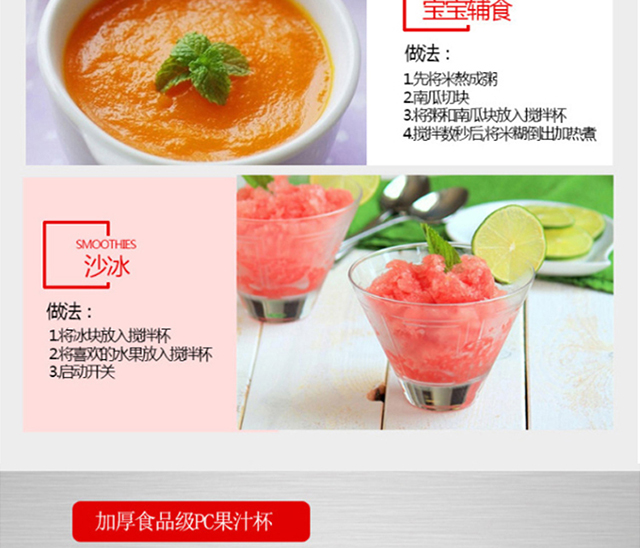 宝宝辅食
做法：
1.先将米熬成粥
2.南瓜切块
3.将粥和南瓜块放入搅拌杯
4.搅拌数秒后,将米糊倒出加热煮
SMOOTHIES
沙冰
做法：
1.将冰块放入搅拌杯
2.将喜欢的水果放入搅拌杯
3.启动开关
加厚食品级PC果汁杯